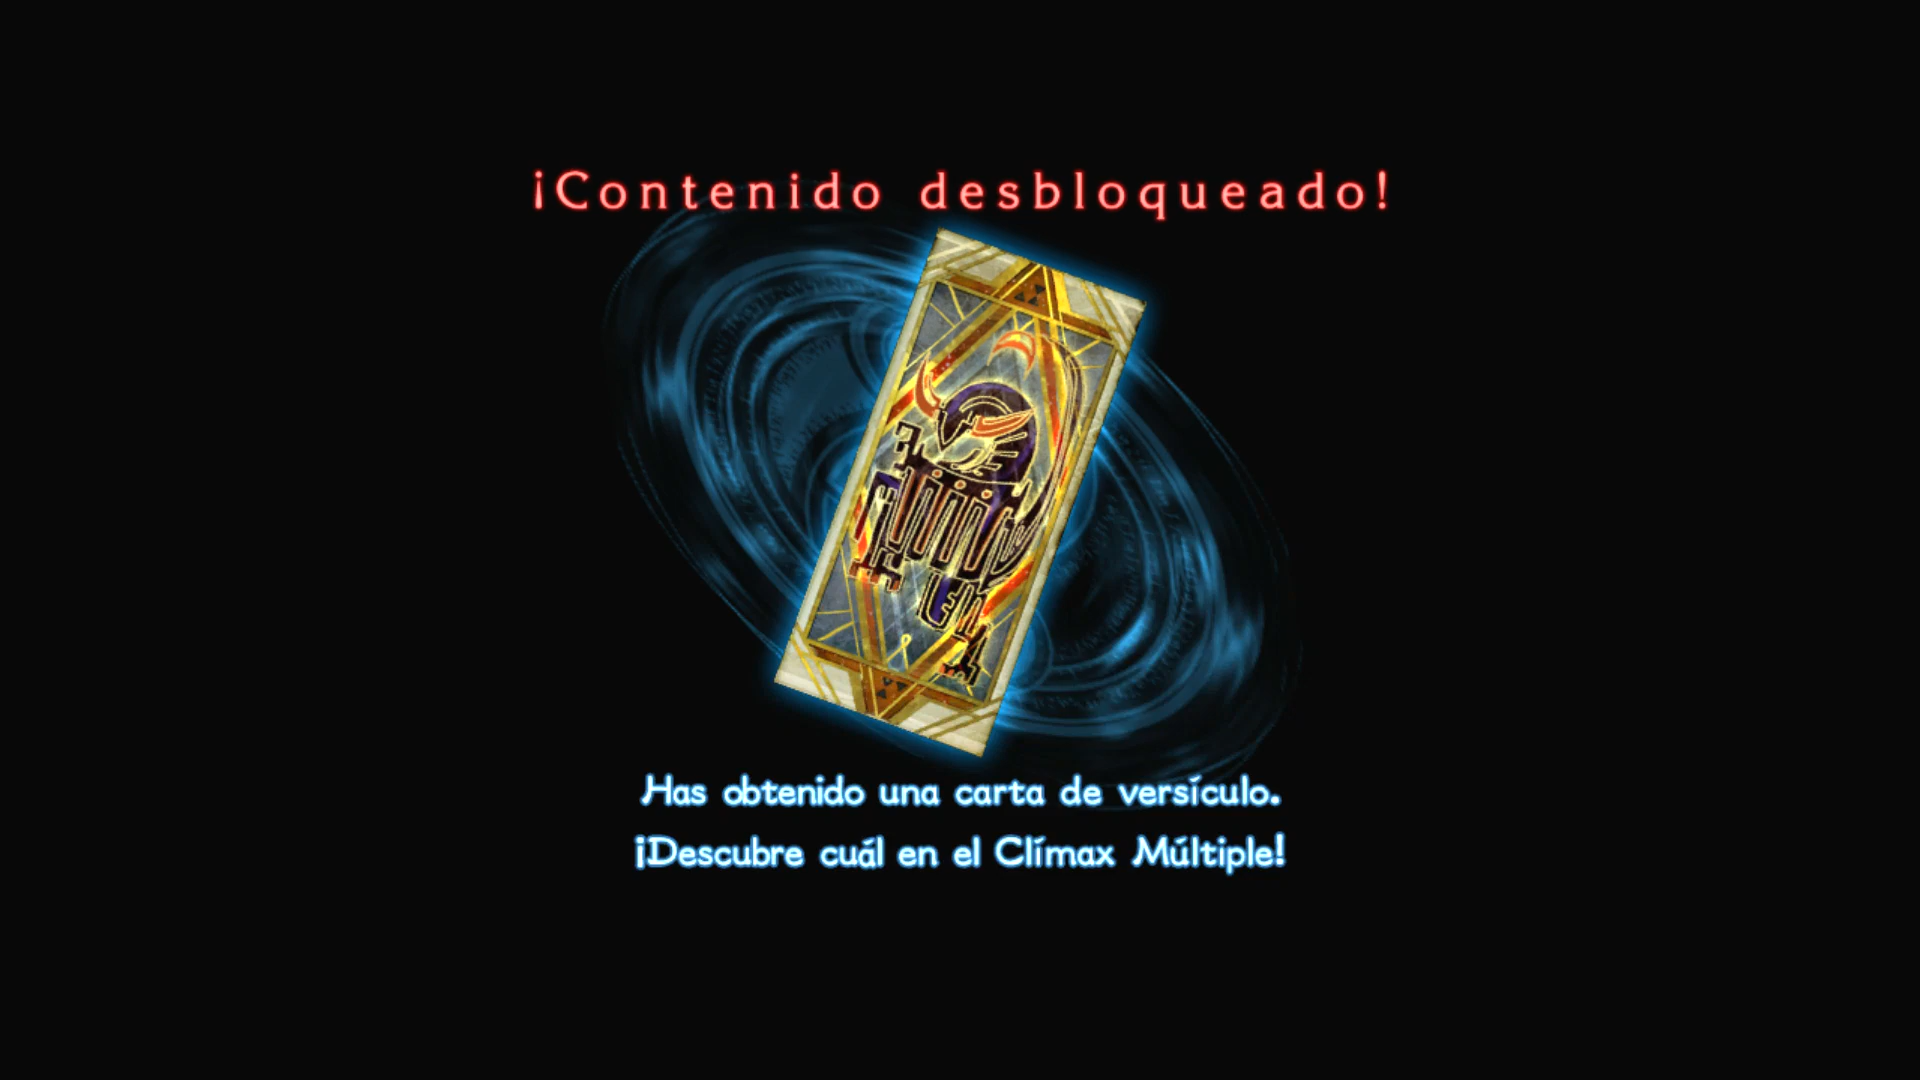 ¡Contenido desbloqueado!
Has obtenido una carta de versículo.
¡Descubre cuál en el Clímax Múltiple!